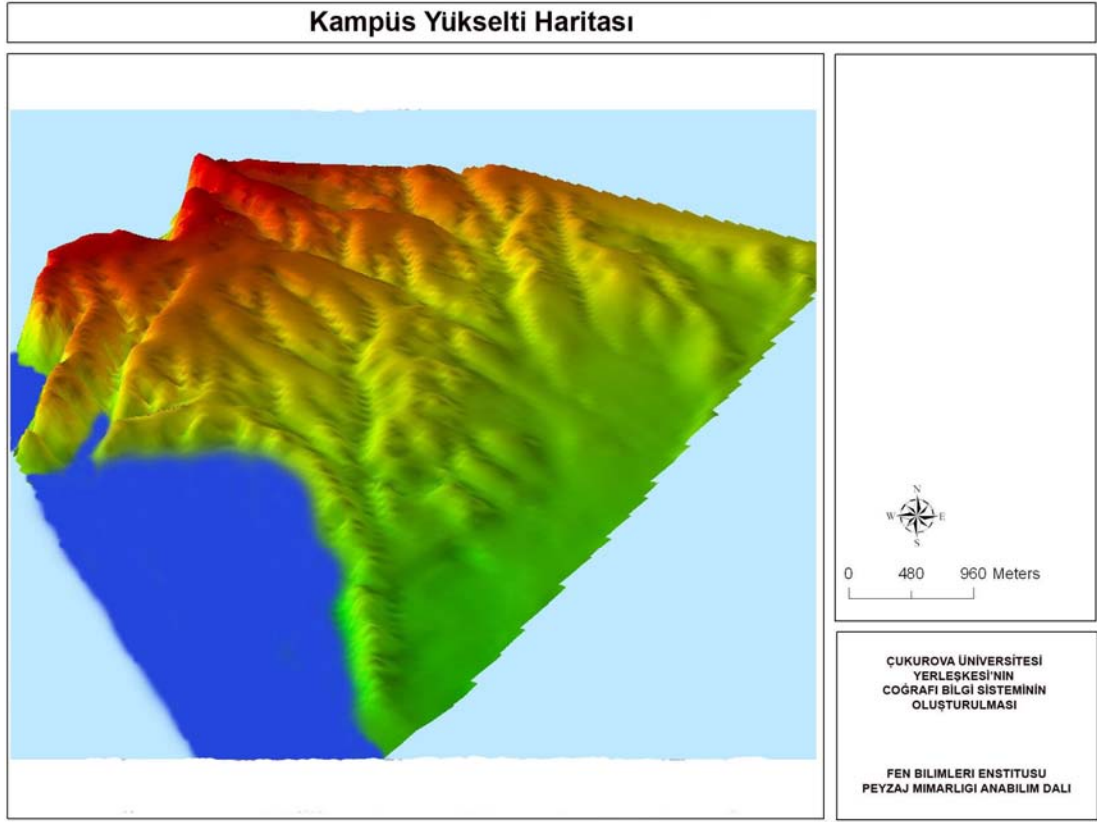 Kampüs Yükselti Haritası
N
W E
S
0 480 960 Meters
ÇUKUROVA ÜNİVERSİTESİ
YERLEŞKESİ'NIN
COĞRAFI BİLGİ SİSTEMİNİN
OLUŞTURULMASI
FEN BILIMLERI ENSTITUSU
PEYZAJ MIMARLIGI ANABILIM DALI